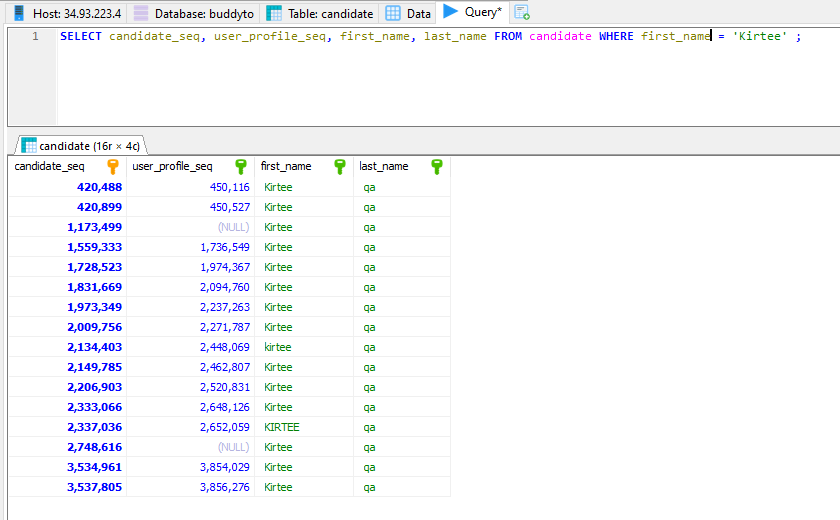 Host: 34.93.223.4 Database: buddyto Table: candidate Data Query*
1 SELECT candidate_seq, user_profile_seq, first_name, last_name FROM candidate WHERE first_name = 'Kirtee' ;
candidate (16r × 4c)
candidate_seq user_profile_seq first_name last_name
420,488 450,116 Kirtee qa
420,899 450,527 Kirtee qa
1,173,499 (NULL) Kirtee qa
1,559,333 1,736,549 Kirtee qa
1,728,523 1,974,367 Kirtee qa
1,831,669 2,094,760 Kirtee qa
1,973,349 2,237,263 Kirtee qa
2,009,756 2,271,787 Kirtee qa
2,134,403 2,448,069 kirtee qa
2,149,785 2,462,807 Kirtee qa
2,206,903 2,520,831 Kirtee qa
2,333,066 2,648,126 Kirtee qa
2,337,036 2,652,059 KIRTEE qa
2,748,616 (NULL) Kirtee qa
3,534,961 3,854,029 Kirtee qa
3,537,805 3,856,276 Kirtee qa